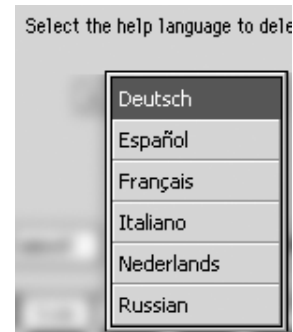 Select the help language to dele
Deutsch
Español
Français
Italiano
Nederlands
Russian